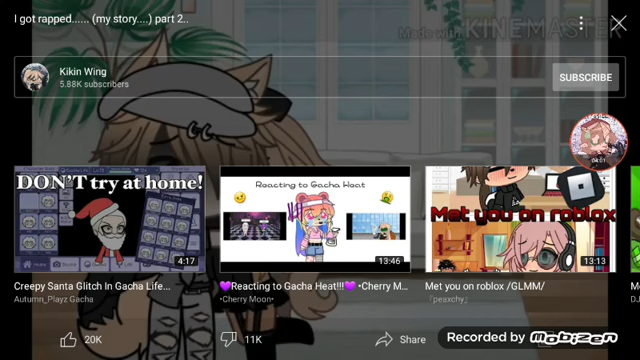 I got rapped...... (my story....) part 2..
Made with KINEMASTER
Kikin Wing
5.88K subscribers
SUBSCRIBE
04:01
DON'T try at home!
4:17
Reacting to Gacha Heat
13:46
Met you on roblox
13:13
Creepy Santa Glitch In Gacha Life...
Autumn_Playz Gacha
💜Reacting to Gacha Heat!!!💜 •Cherry M...
•Cherry Moon•
Met you on roblox /GLMM/
『peaxchy』
20K
11K
Share
Recorded by mobizen